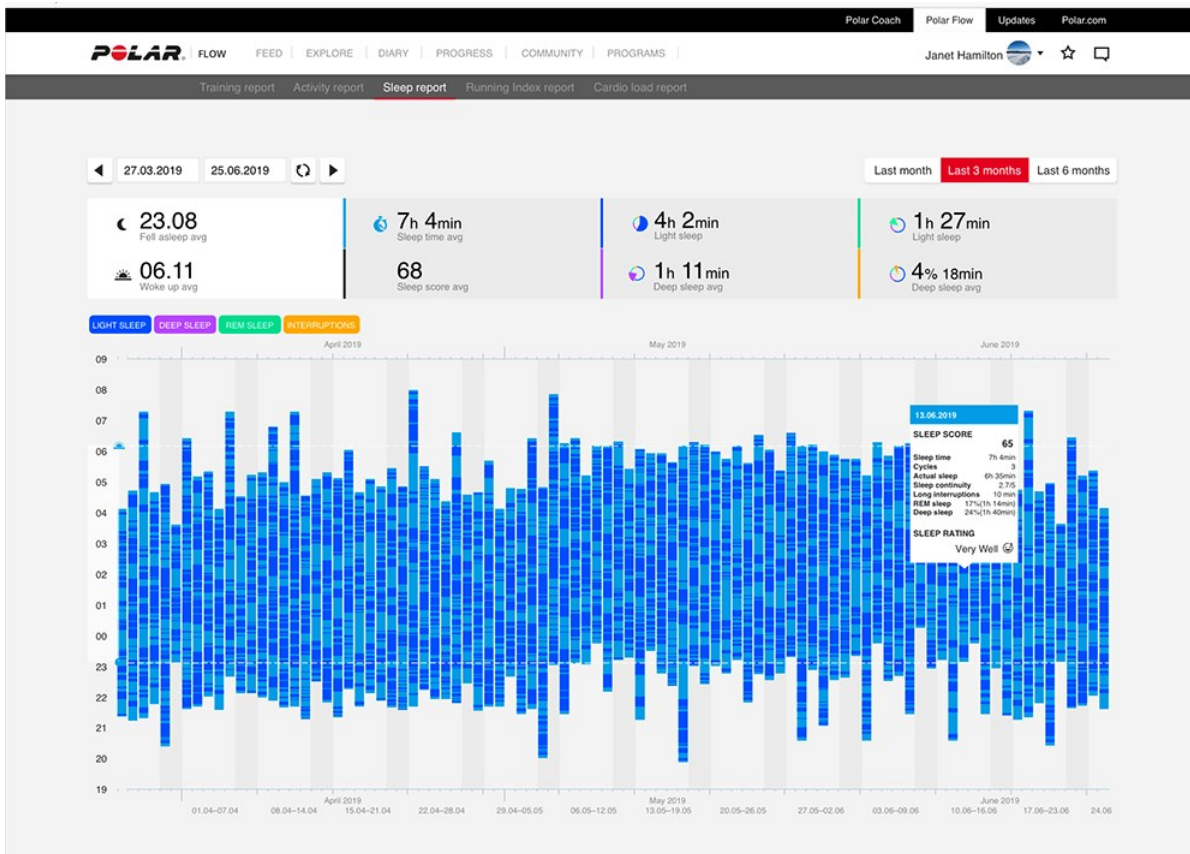 Polar Coach Polar Flow Updates Polar.com
POLAR. FLOW FEED EXPLORE DIARY PROGRESS COMMUNITY PROGRAMS Janet Hamilton
Training report Activity report Sleep report Running Index report Cardio load report
27.03.2019 25.06.2019 Last month Last 3 months Last 6 months
23.08 7h 4min 4h 2min 1h 27min
Fell asleep avg Sleep time avg Light sleep Light sleep
06.11 68 1h 11min 4% 18min
Woke up avg Sleep score avg Deep sleep avg Deep sleep avg
LIGHT SLEEP DEEP SLEEP REM SLEEP INTERRUPTIONS
April 2019 May 2019 June 2019
09
08
07
06
05
04
03
02
01
00
23
22
21
20
19
13.06.2019
SLEEP SCORE
65
Sleep time 7h 4min
Cycles 3
Actual sleep 6h 35min
Sleep continuity 2.7/5
Long interruptions 10 min
REM sleep 17%(1h 14min)
Deep sleep 24%(1h 40min)
SLEEP RATING
Very Well
April 2019 May 2019 June 2019
01.04–07.04 08.04–14.04 15.04–21.04 22.04–28.04 29.04–05.05 06.05–12.05 13.05–19.05 20.05–26.05 27.05–02.06 03.06–09.06 10.06–16.06 17.06–23.06 24.06